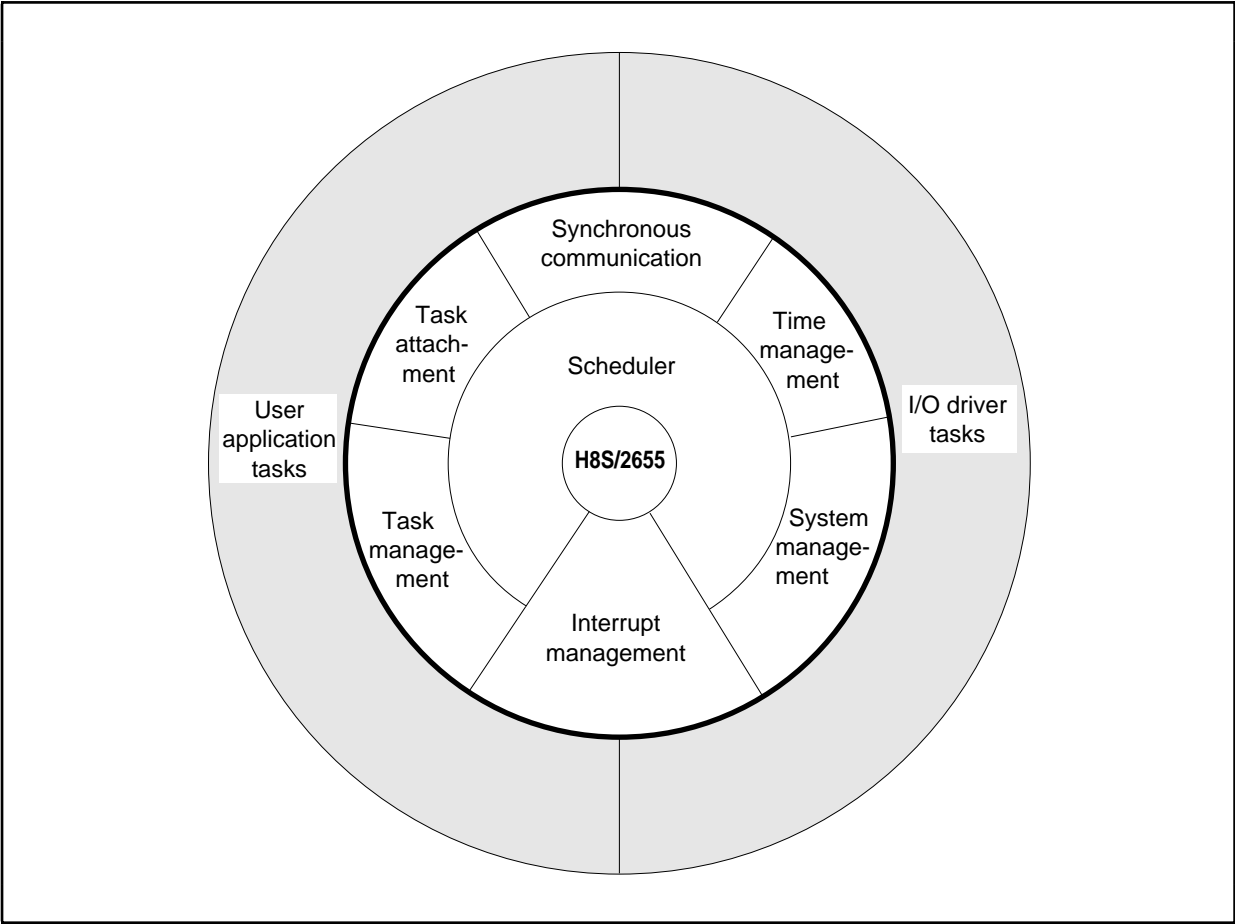 Synchronous
communication
Task
attach-
ment
Time
manage-
ment
Scheduler
User
application
tasks
I/O driver
tasks
H8S/2655
Task
manage-
ment
System
manage-
ment
Interrupt
management